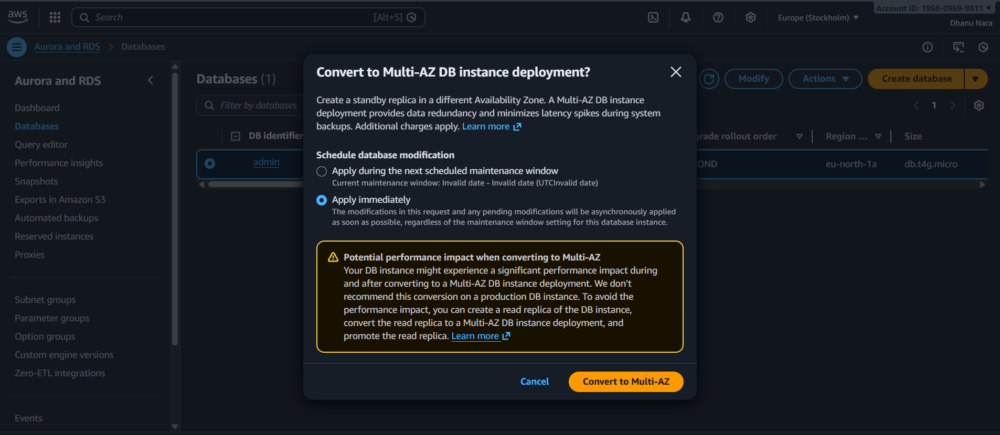 aws
Search
[Alt+S]
Europe (Stockholm)
Account ID: 1968-0969-9811
Dhanu Nara
Aurora and RDS
Databases
Aurora and RDS
Dashboard
Databases
Query editor
Performance insights
Snapshots
Exports in Amazon S3
Automated backups
Reserved instances
Proxies
Subnet groups
Parameter groups
Option groups
Custom engine versions
Zero-ETL integrations
Events
Databases (1)
Modify
Actions
Create database
Filter by databases
1
DB identifier
rade rollout order
Region ...
Size
admin
OND
eu-north-1a
db.t4g.micro
Convert to Multi-AZ DB instance deployment?
Create a standby replica in a different Availability Zone. A Multi-AZ DB instance
deployment provides data redundancy and minimizes latency spikes during system
backups. Additional charges apply. Learn more
Schedule database modification
Apply during the next scheduled maintenance window
Current maintenance window: Invalid date - Invalid date (UTCInvalid date)
Apply immediately
The modifications in this request and any pending modifications will be asynchronously applied
as soon as possible, regardless of the maintenance window setting for this database instance.
Potential performance impact when converting to Multi-AZ
Your DB instance might experience a significant performance impact during
and after converting to a Multi-AZ DB instance deployment. We don't
recommend this conversion on a production DB instance. To avoid the
performance impact, you can create a read replica of the DB instance,
convert the read replica to a Multi-AZ DB instance deployment, and
promote the read replica. Learn more
Cancel
Convert to Multi-AZ